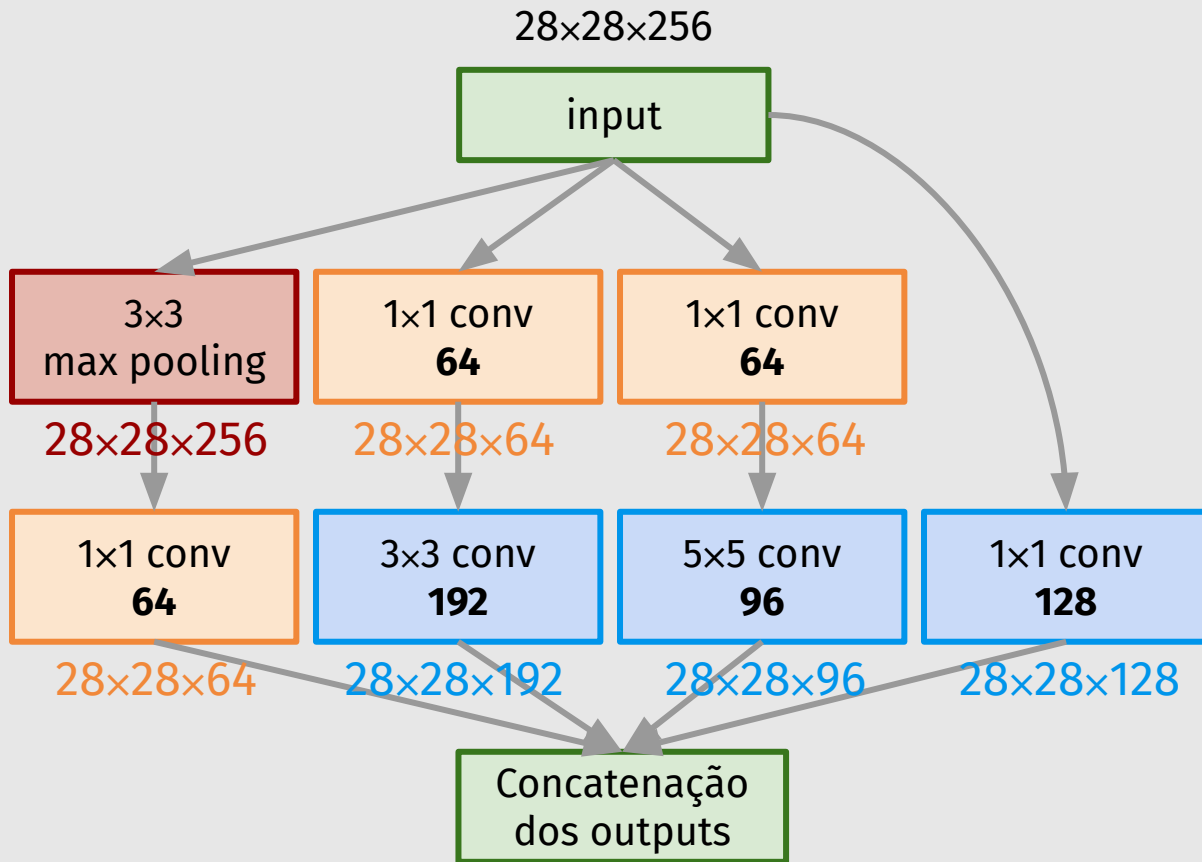 28×28×256
input
3×3
max pooling
1×1 conv
64
1×1 conv
64
28×28×256
28×28×64
28×28×64
1×1 conv
64
3×3 conv
192
5×5 conv
96
1×1 conv
128
28×28×64
28×28×192
28×28×96
28×28×128
Concatenação
dos outputs